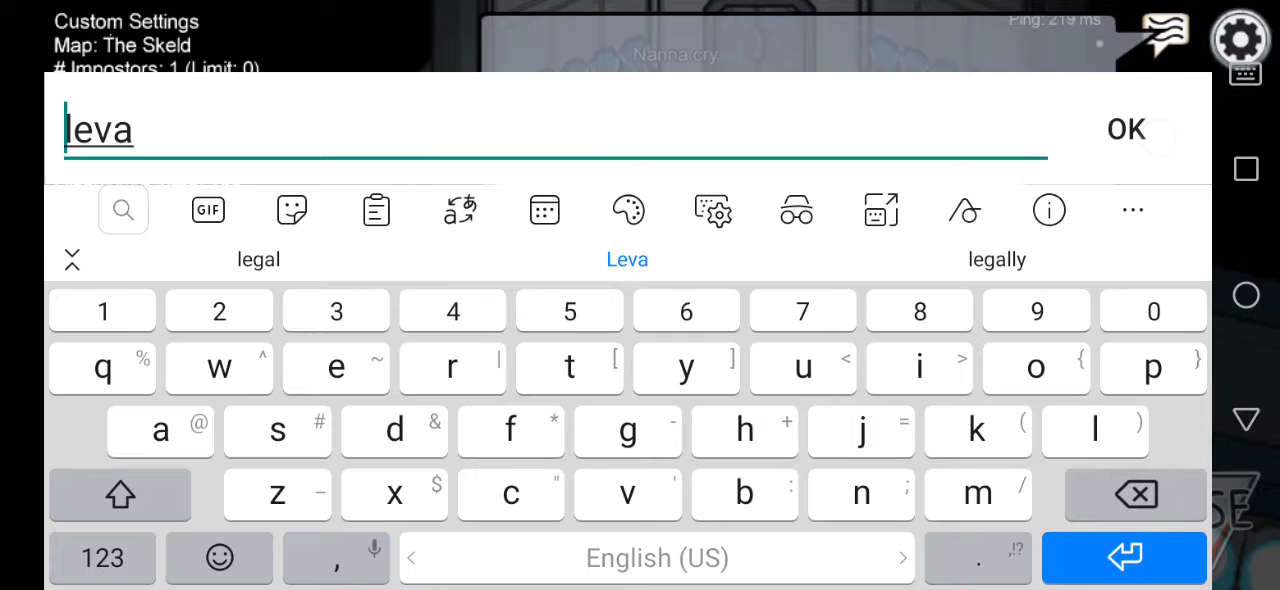 Custom Settings
Map: The Skeld
# Impostors: 1 (Limit: 0)
Ping: 219 ms
Nanna cry
leva
OK
GIF
legal Leva legally
1 2 3 4 5 6 7 8 9 0
q % w ^ e ~ r | t [ y ] u < i > o { p }
a @ s # d & f * g - h + j = k ( l )
z – x $ c " v ' b : n ; m /
123 , < English (US) > . ,!?